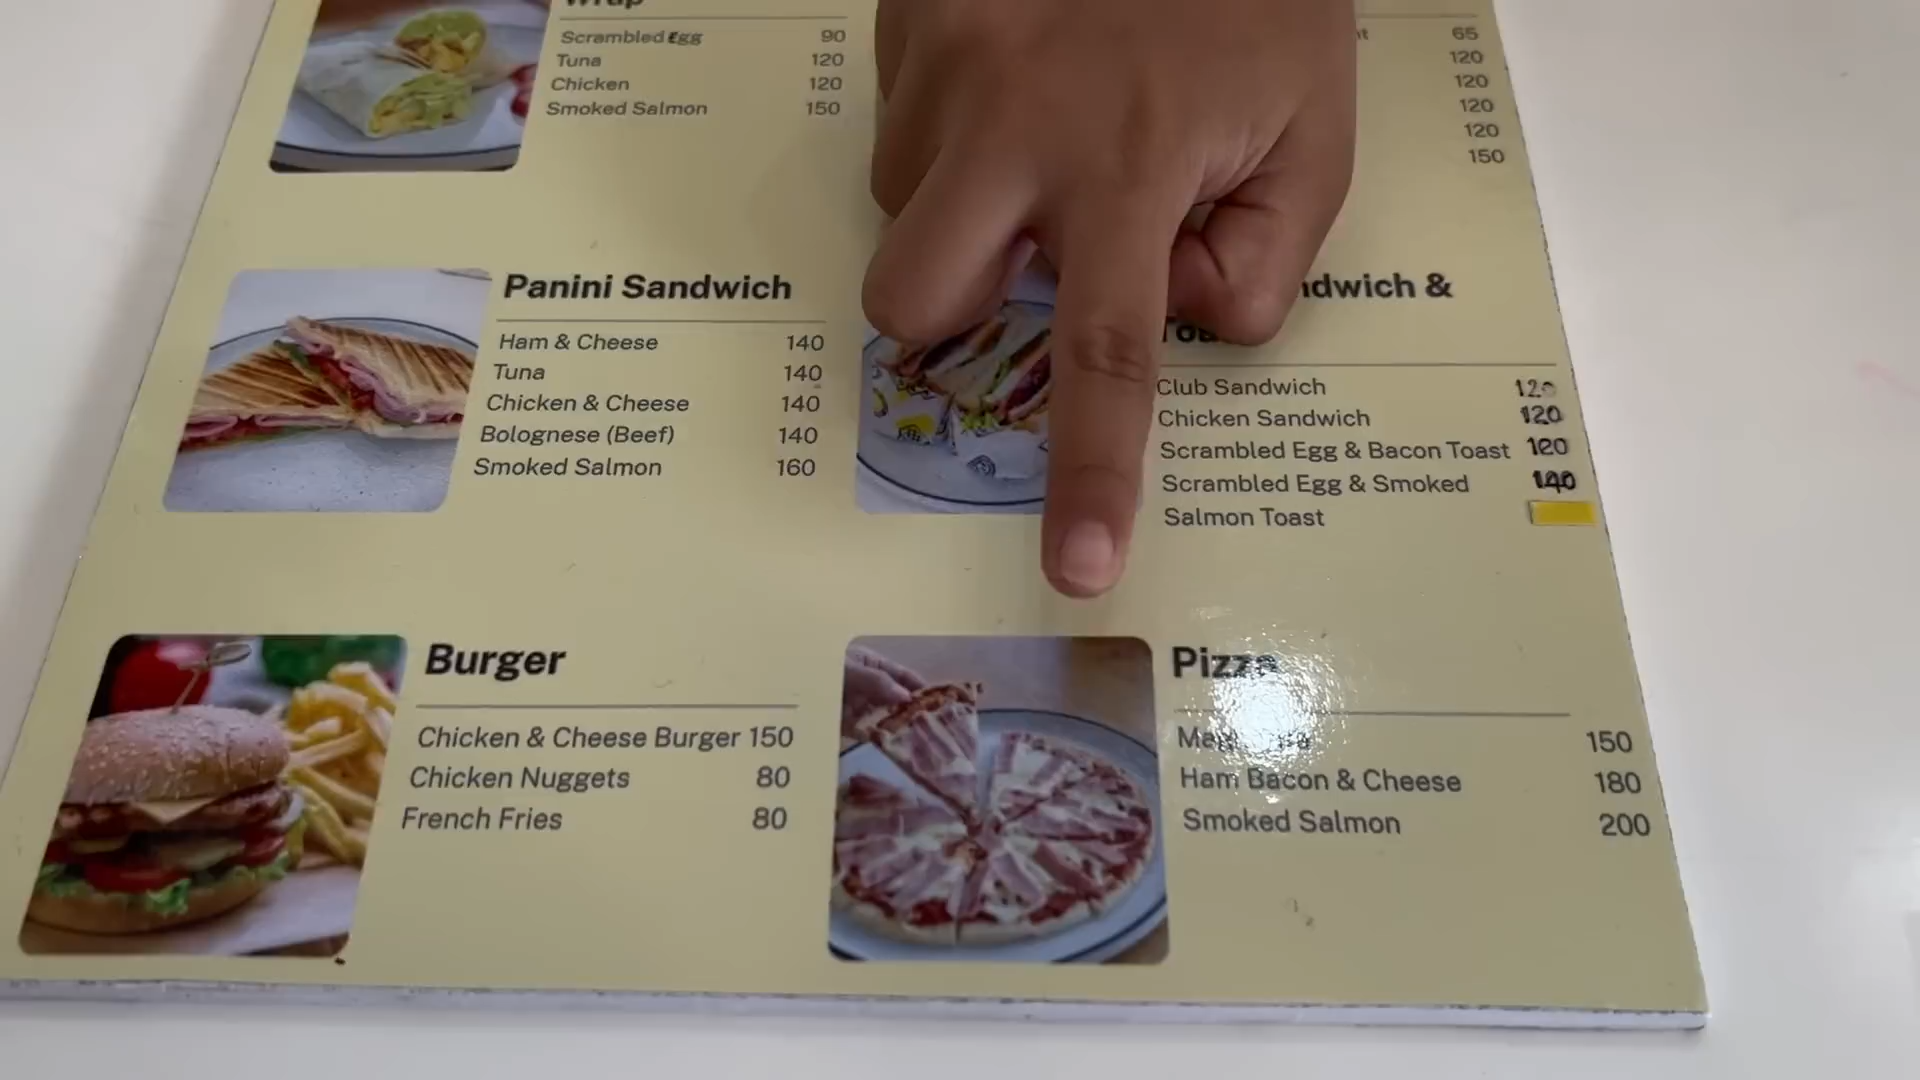 Wrap
Scrambled Egg 90
Tuna 120
Chicken 120
Smoked Salmon 150
65
120
120
120
120
150
Panini Sandwich
Ham & Cheese 140
Tuna 140
Chicken & Cheese 140
Bolognese (Beef) 140
Smoked Salmon 160
&
Club Sandwich 120
Chicken Sandwich 120
Scrambled Egg & Bacon Toast 120
Scrambled Egg & Smoked 140
Salmon Toast
Burger
Chicken & Cheese Burger 150
Chicken Nuggets 80
French Fries 80
Pizza
150
Ham Bacon & Cheese 180
Smoked Salmon 200